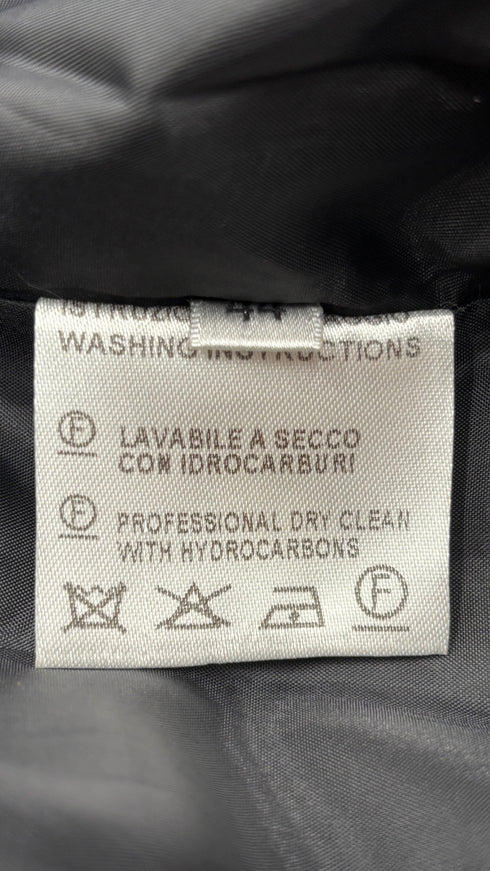 44
WASHING INSTRUCTIONS
F LAVABILE A SECCO
CON IDROCARBURI
F PROFESSIONAL DRY CLEAN
WITH HYDROCARBONS
F